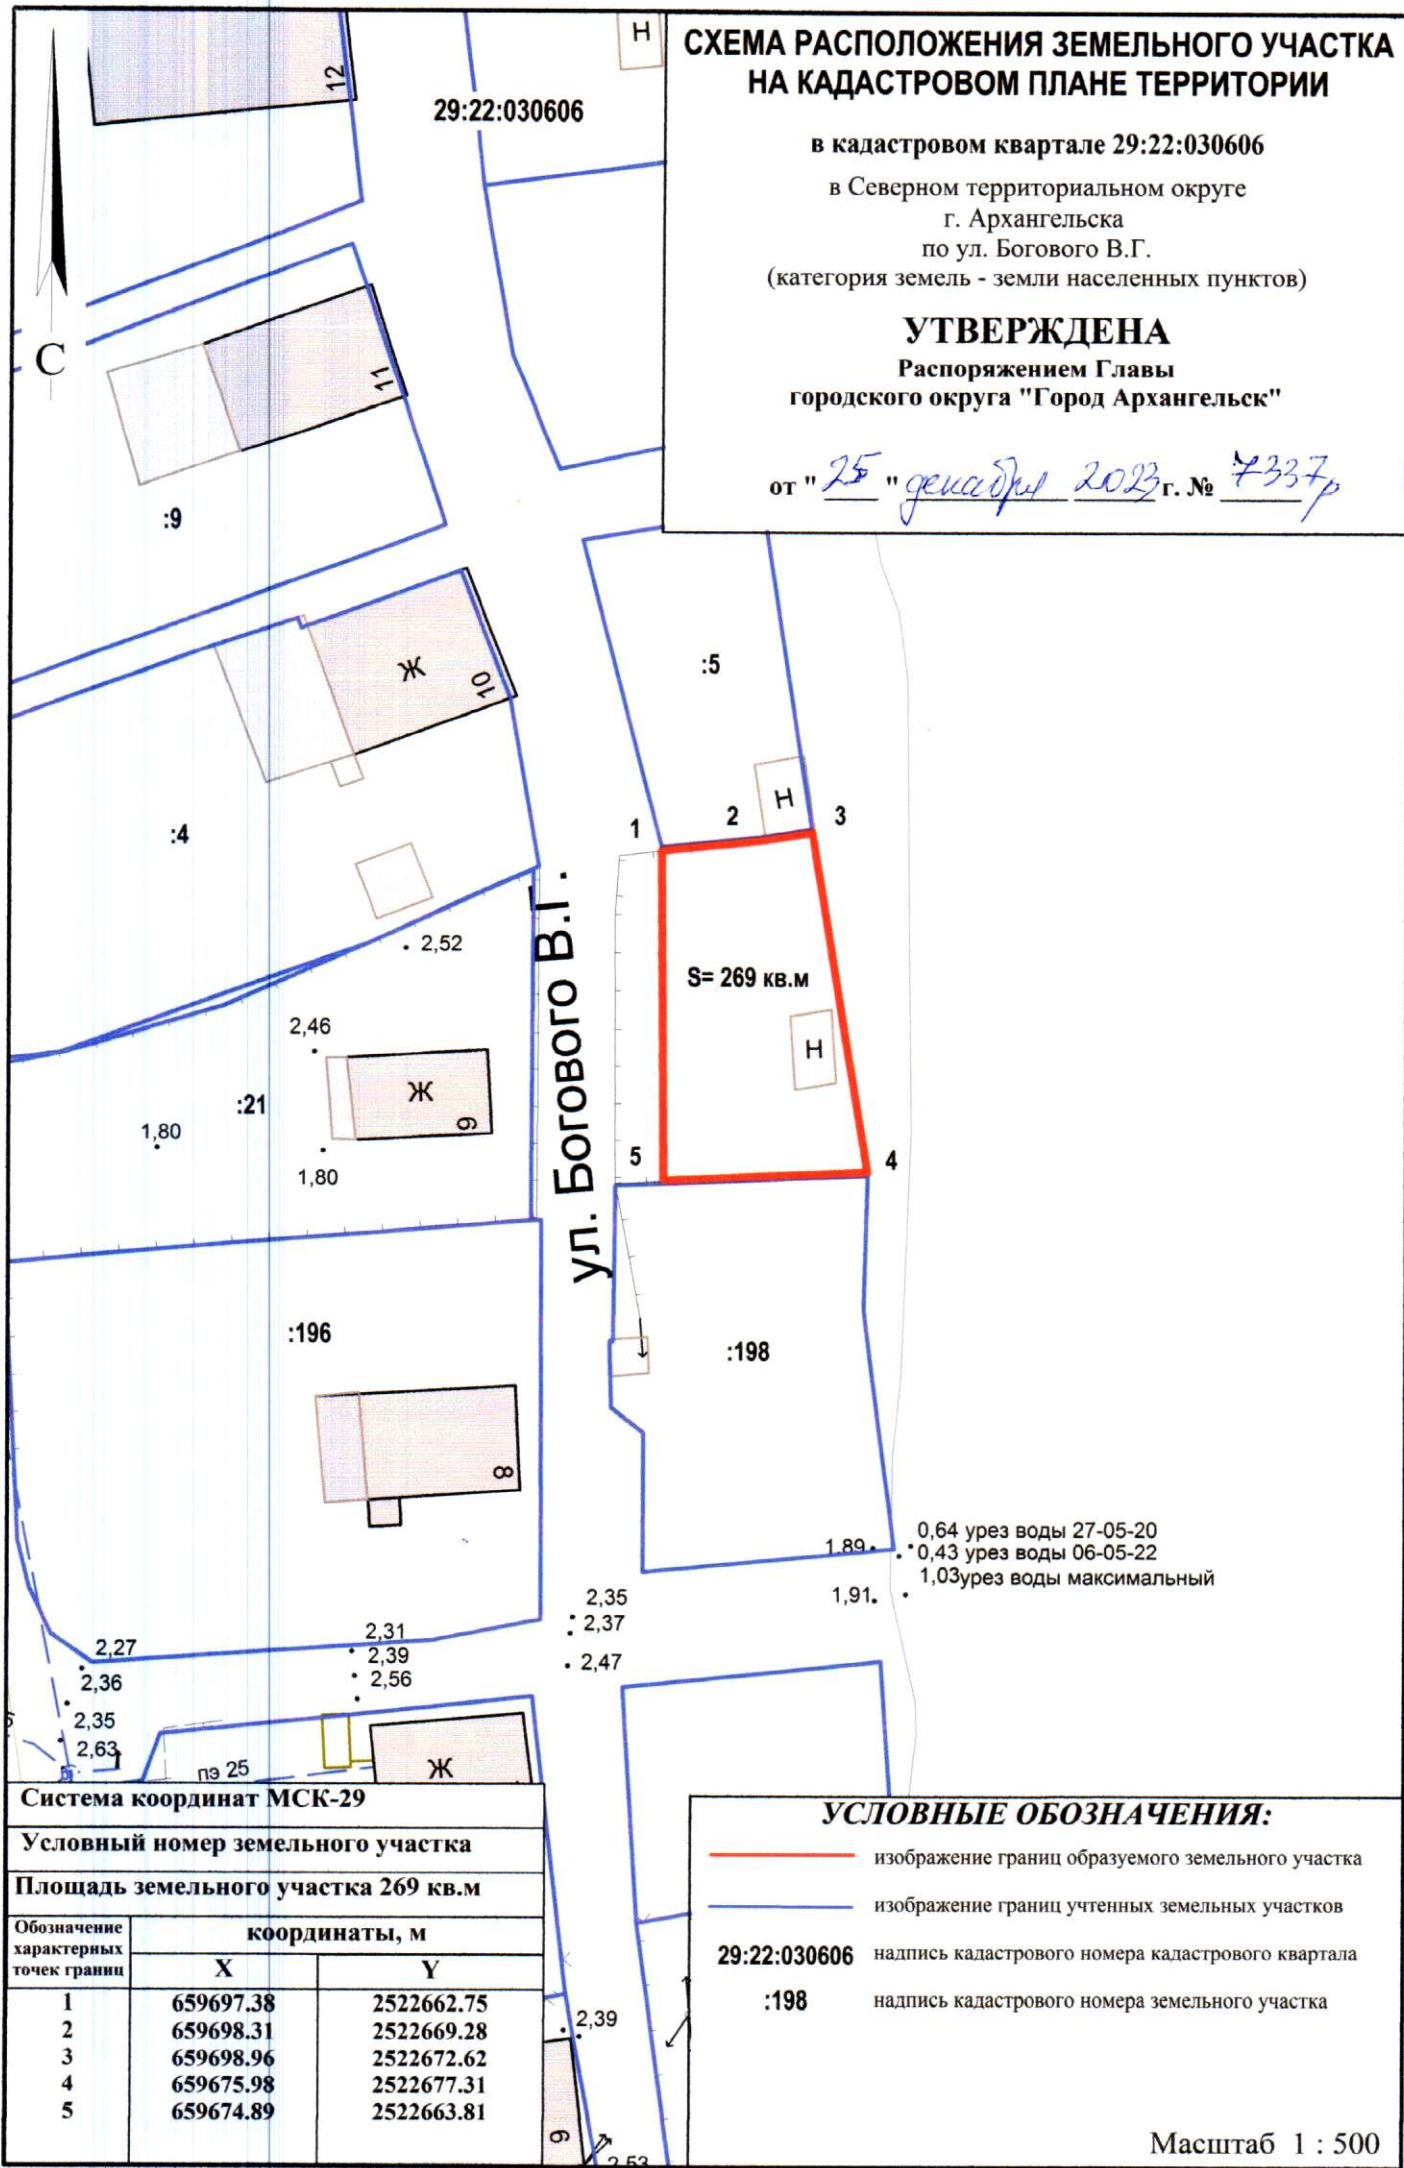 СХЕМА РАСПОЛОЖЕНИЯ ЗЕМЕЛЬНОГО УЧАСТКА
НА КАДАСТРОВОМ ПЛАНЕ ТЕРРИТОРИИ
в кадастровом квартале 29:22:030606
в Северном территориальном округе
г. Архангельска
по ул. Богового В.Г.
(категория земель - земли населенных пунктов)
УТВЕРЖДЕНА
Распоряжением Главы
городского округа "Город Архангельск"
от "25" декабря 2023 г. № 7337р
С
12
29:22:030606
Н
11
:9
Ж
10
:5
Н
:4
1
2
3
2,52
S= 269 кв.м
Н
2,46
Ж
9
:21
1,80
1,80
ул. Богового В.Г.
5
4
:196
:198
8
1.89
0,64 урез воды 27-05-20
0,43 урез воды 06-05-22
1,03урез воды максимальный
1,91
2,35
2,37
2,47
2,31
2,39
2,56
2,27
2,36
2,35
2,63
пэ 25
Ж
2,39
6
2,53
Система координат МСК-29
Условный номер земельного участка
Площадь земельного участка 269 кв.м
Обозначение характерных точек границ
координаты, м
X Y
1 659697.38 2522662.75
2 659698.31 2522669.28
3 659698.96 2522672.62
4 659675.98 2522677.31
5 659674.89 2522663.81
УСЛОВНЫЕ ОБОЗНАЧЕНИЯ:
изображение границ образуемого земельного участка
изображение границ учтенных земельных участков
29:22:030606 надпись кадастрового номера кадастрового квартала
:198 надпись кадастрового номера земельного участка
Масштаб 1 : 500